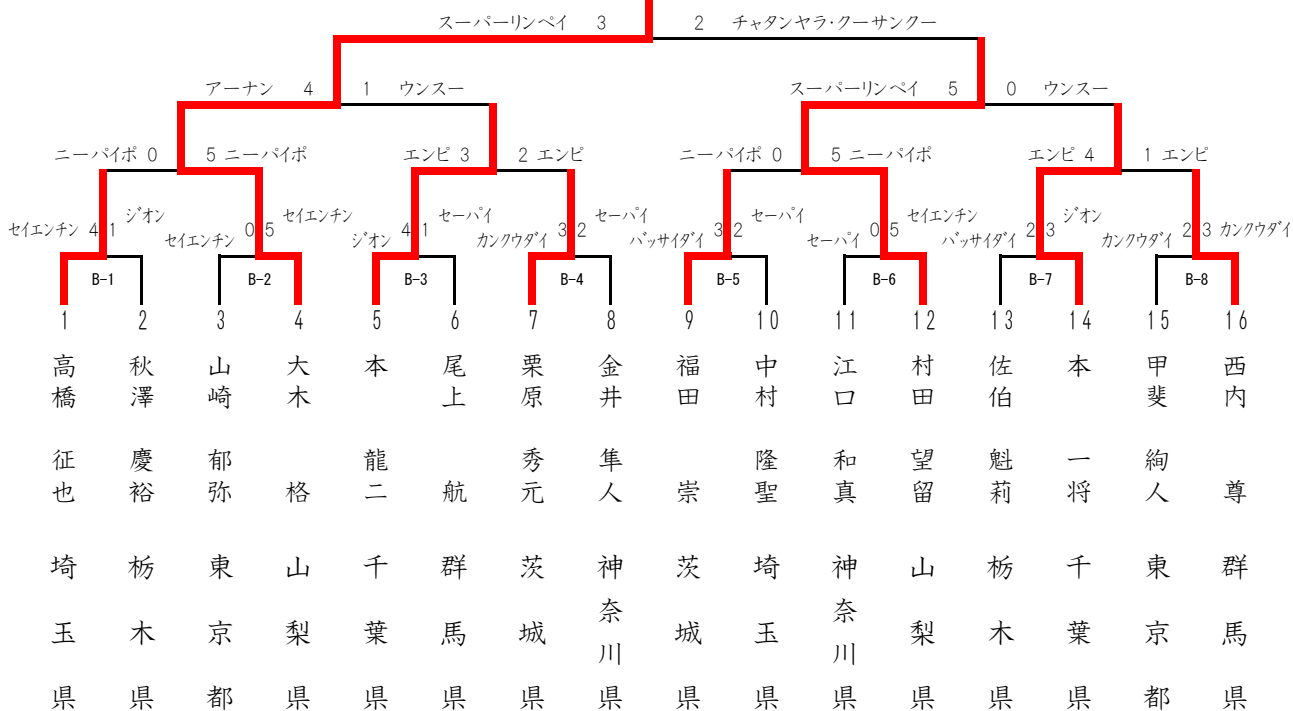 スーパーリンペイ 3 2 チャタンヤラ・クーサンクー
アーナン 4 1 ウンスー
スーパーリンペイ 5 0 ウンスー
ニーパイポ 0 5 ニーパイポ
エンピ 3 2 エンピ
ニーパイポ 0 5 ニーパイポ
エンピ 4 1 エンピ
セイエンチン 4 1 ジオン
セイエンチン 0 5 セイエンチン
ジオン 4 1 セーパイ
カンクウダイ 3 2 セーパイ
バッサイダイ 3 2 セーパイ
セーパイ 0 5 セイエンチン
バッサイダイ 2 3 ジオン
カンクウダイ 2 3 カンクウダイ
B-1 B-2 B-3 B-4 B-5 B-6 B-7 B-8
1 2 3 4 5 6 7 8 9 10 11 12 13 14 15 16
高橋 征也 埼玉県
秋澤 慶裕 栃木県
山崎 郁弥 東京都
大木 格 山梨県
本 龍二 千葉県
尾上 航 群馬県
栗原 秀元 茨城県
金井 隼人 神奈川県
福田 崇 茨城県
中村 隆聖 埼玉県
江口 和真 神奈川県
村田 望留 山梨県
佐伯 魁莉 栃木県
本 一将 千葉県
甲斐 絢人 東京都
西内 尊 群馬県